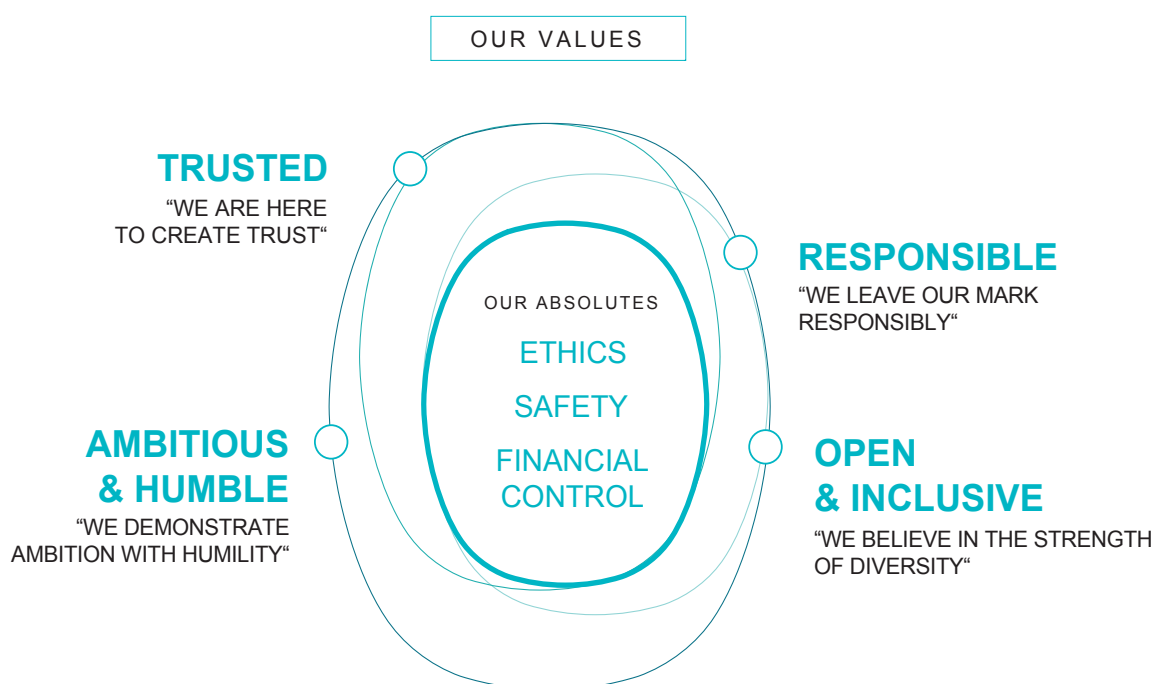 OUR VALUES
TRUSTED
“WE ARE HERE
TO CREATE TRUST“
RESPONSIBLE
“WE LEAVE OUR MARK
RESPONSIBLY“
OUR ABSOLUTES
ETHICS
SAFETY
FINANCIAL
CONTROL
AMBITIOUS
& HUMBLE
“WE DEMONSTRATE
AMBITION WITH HUMILITY“
OPEN
& INCLUSIVE
“WE BELIEVE IN THE STRENGTH
OF DIVERSITY“